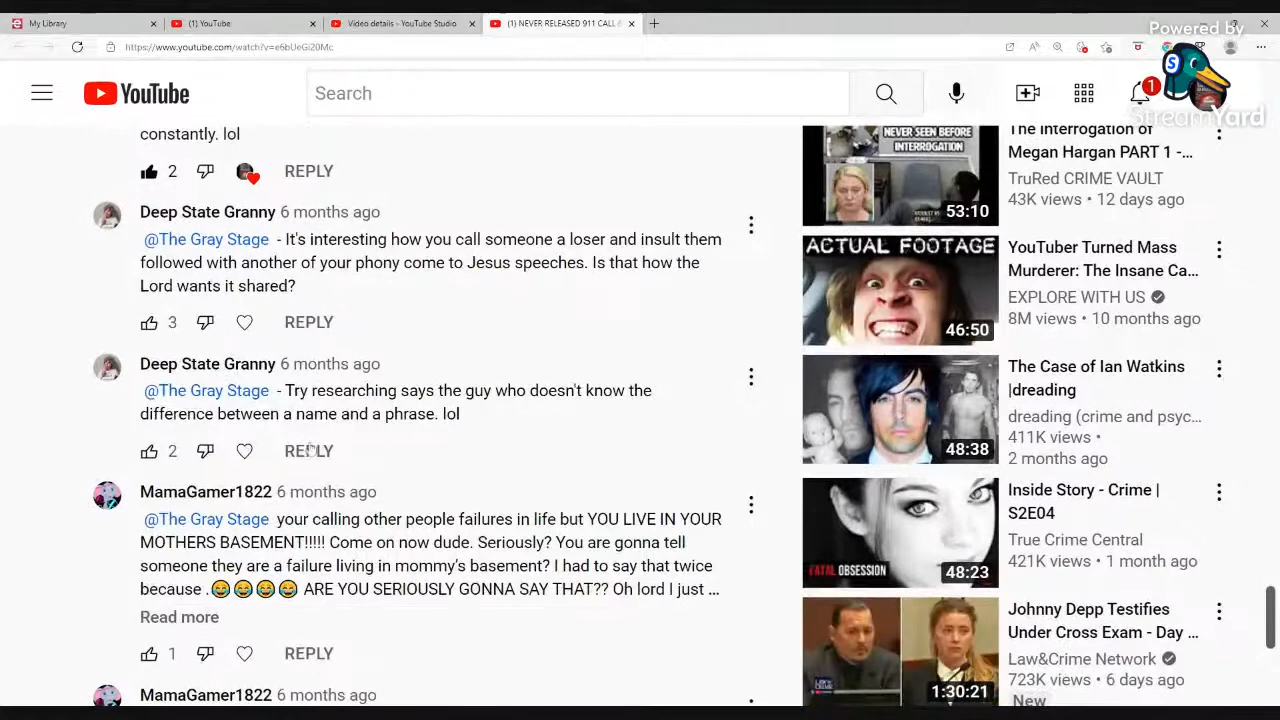 My Library
(1) YouTube
Video details - YouTube Studio
(1) NEVER RELEASED 911 CALL
Powered by
https://www.youtube.com/watch?v=e6bUeGi20Mc
YouTube
Search
1
StreamYard
constantly. lol
2
REPLY
Deep State Granny 6 months ago
@The Gray Stage - It's interesting how you call someone a loser and insult them
followed with another of your phony come to Jesus speeches. Is that how the
Lord wants it shared?
3
REPLY
Deep State Granny 6 months ago
@The Gray Stage - Try researching says the guy who doesn't know the
difference between a name and a phrase. lol
2
REPLY
MamaGamer1822 6 months ago
@The Gray Stage your calling other people failures in life but YOU LIVE IN YOUR
MOTHERS BASEMENT!!!!! Come on now dude. Seriously? You are gonna tell
someone they are a failure living in mommy's basement? I had to say that twice
because .😂😂😂😂 ARE YOU SERIOUSLY GONNA SAY THAT?? Oh lord I just ...
Read more
1
REPLY
MamaGamer1822 6 months ago
NEVER SEEN BEFORE
INTERROGATION
53:10
The Interrogation of
Megan Hargan PART 1 -...
TruRed CRIME VAULT
43K views • 12 days ago
ACTUAL FOOTAGE
46:50
YouTuber Turned Mass
Murderer: The Insane Ca...
EXPLORE WITH US
8M views • 10 months ago
48:38
The Case of Ian Watkins
|dreading
dreading (crime and psyc...
411K views •
2 months ago
FATAL OBSESSION
48:23
Inside Story - Crime |
S2E04
True Crime Central
421K views • 1 month ago
1:30:21
Johnny Depp Testifies
Under Cross Exam - Day ...
Law&Crime Network
723K views • 6 days ago
New